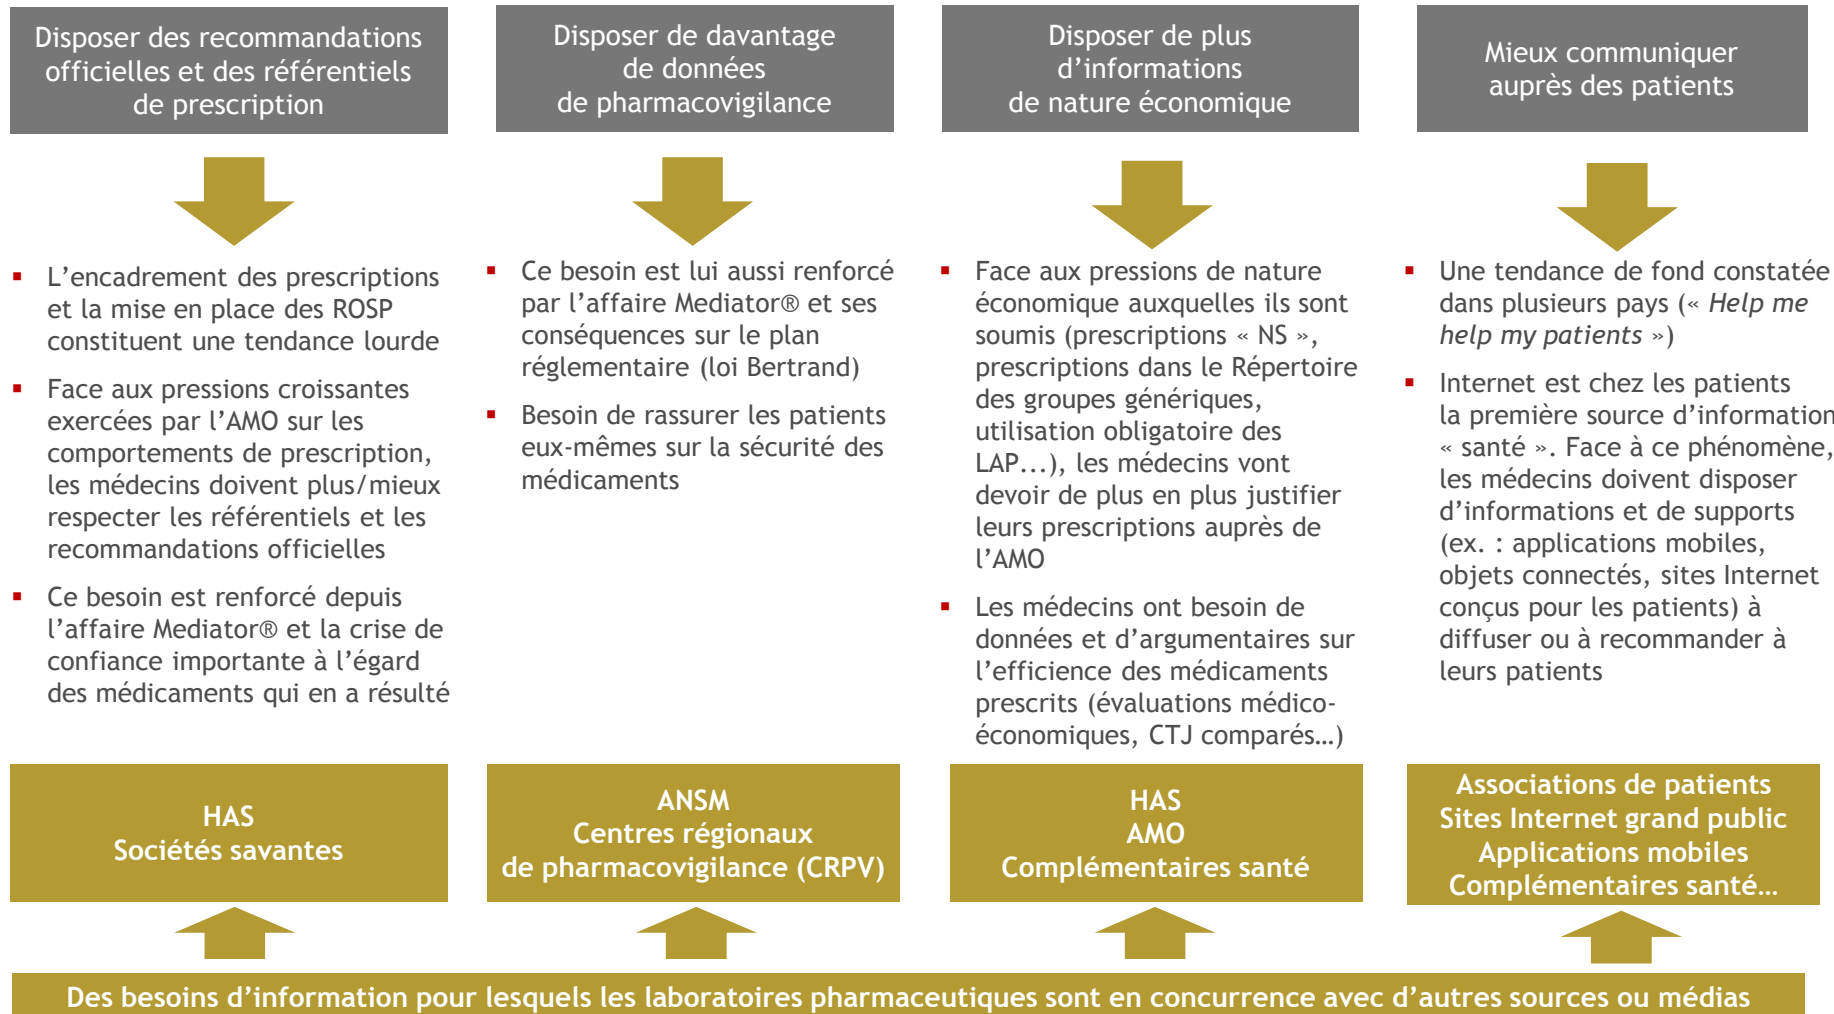 Disposer des recommandations
officielles et des référentiels
de prescription
Disposer de davantage
de données
de pharmacovigilance
Disposer de plus
d’informations
de nature économique
Mieux communiquer
auprès des patients
▪ L’encadrement des prescriptions
et la mise en place des ROSP
constituent une tendance lourde
▪ Face aux pressions croissantes
exercées par l’AMO sur les
comportements de prescription,
les médecins doivent plus/mieux
respecter les référentiels et les
recommandations officielles
▪ Ce besoin est renforcé depuis
l’affaire Mediator® et la crise de
confiance importante à l’égard
des médicaments qui en a résulté
▪ Ce besoin est lui aussi renforcé
par l’affaire Mediator® et ses
conséquences sur le plan
réglementaire (loi Bertrand)
▪ Besoin de rassurer les patients
eux-mêmes sur la sécurité des
médicaments
▪ Face aux pressions de nature
économique auxquelles ils sont
soumis (prescriptions « NS »,
prescriptions dans le Répertoire
des groupes génériques,
utilisation obligatoire des
LAP...), les médecins vont
devoir de plus en plus justifier
leurs prescriptions auprès de
l’AMO
▪ Les médecins ont besoin de
données et d’argumentaires sur
l’efficience des médicaments
prescrits (évaluations médico-
économiques, CTJ comparés…)
▪ Une tendance de fond constatée
dans plusieurs pays (« Help me
help my patients »)
▪ Internet est chez les patients
la première source d’information
« santé ». Face à ce phénomène,
les médecins doivent disposer
d’informations et de supports
(ex. : applications mobiles,
objets connectés, sites Internet
conçus pour les patients) à
diffuser ou à recommander à
leurs patients
HAS
Sociétés savantes
ANSM
Centres régionaux
de pharmacovigilance (CRPV)
HAS
AMO
Complémentaires santé
Associations de patients
Sites Internet grand public
Applications mobiles
Complémentaires santé…
Des besoins d’information pour lesquels les laboratoires pharmaceutiques sont en concurrence avec d’autres sources ou médias